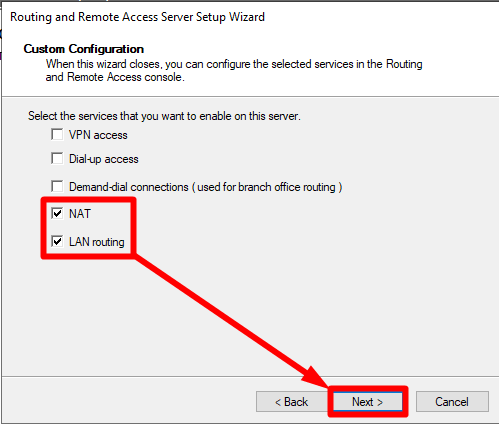 Routing and Remote Access Server Setup Wizard
Custom Configuration
When this wizard closes, you can configure the selected services in the Routing
and Remote Access console.
Select the services that you want to enable on this server.
VPN access
Dial-up access
Demand-dial connections ( used for branch office routing )
NAT
LAN routing
< Back
Next >
Cancel